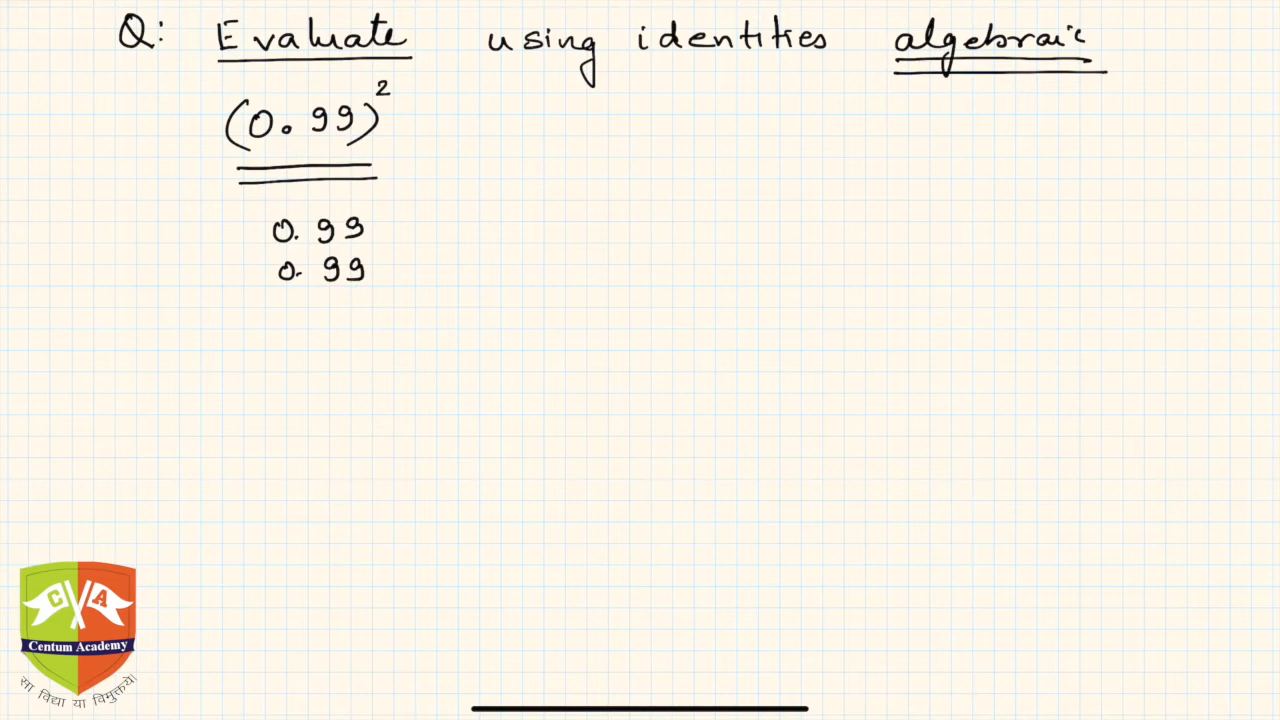 Q: Evaluate using identities algebraic
(0.99)²
0.99
0.99
C A
Centum Academy
सा विद्या या विमुक्तये